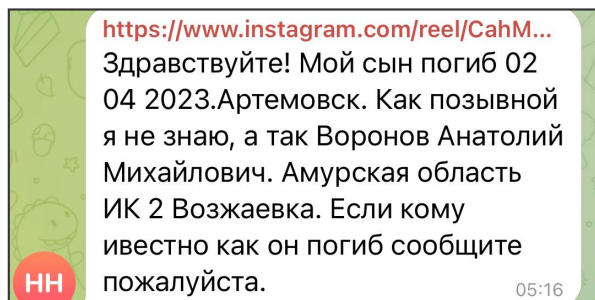 https://www.instagram.com/reel/CahM...
Здравствуйте! Мой сын погиб 02
04 2023.Артемовск. Как позывной
я не знаю, а так Воронов Анатолий
Михайлович. Амурская область
ИК 2 Возжаевка. Если кому
ивестно как он погиб сообщите
пожалуйста.
05:16
НН